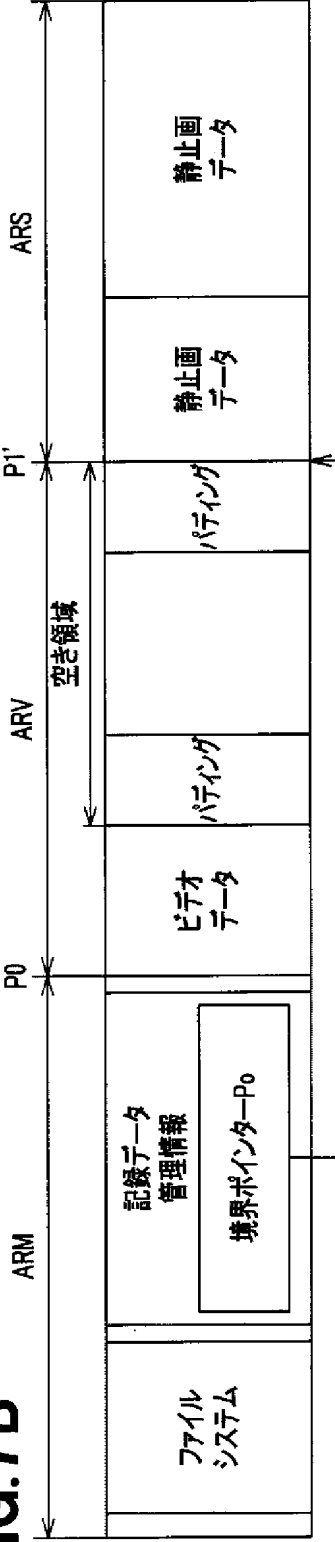 IG.7B
ARM
P0
ARV
P1'
ARS
空き領域
ファイル
システム
記録データ
管理情報
境界ポインターPo
ビデオ
データ
パディング
パディング
静止画
データ
静止画
データ